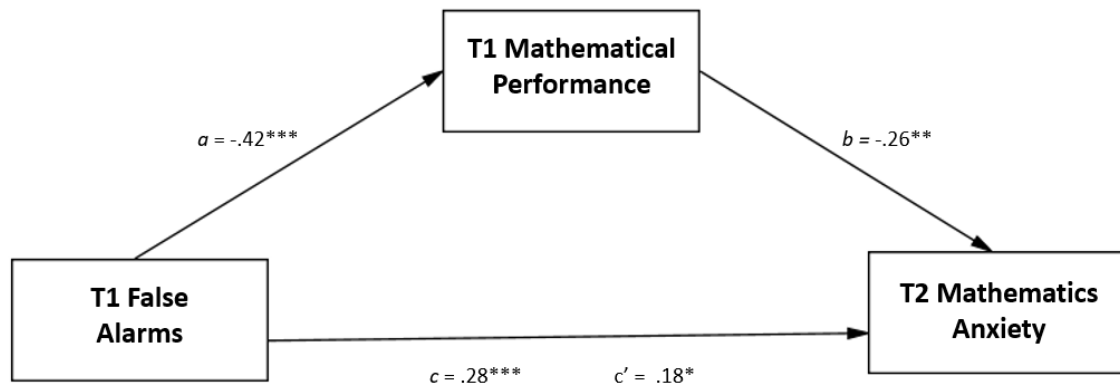 T1 Mathematical
Performance
a = -.42***
b = -.26**
T1 False
Alarms
T2 Mathematics
Anxiety
c = .28*** c’ = .18*